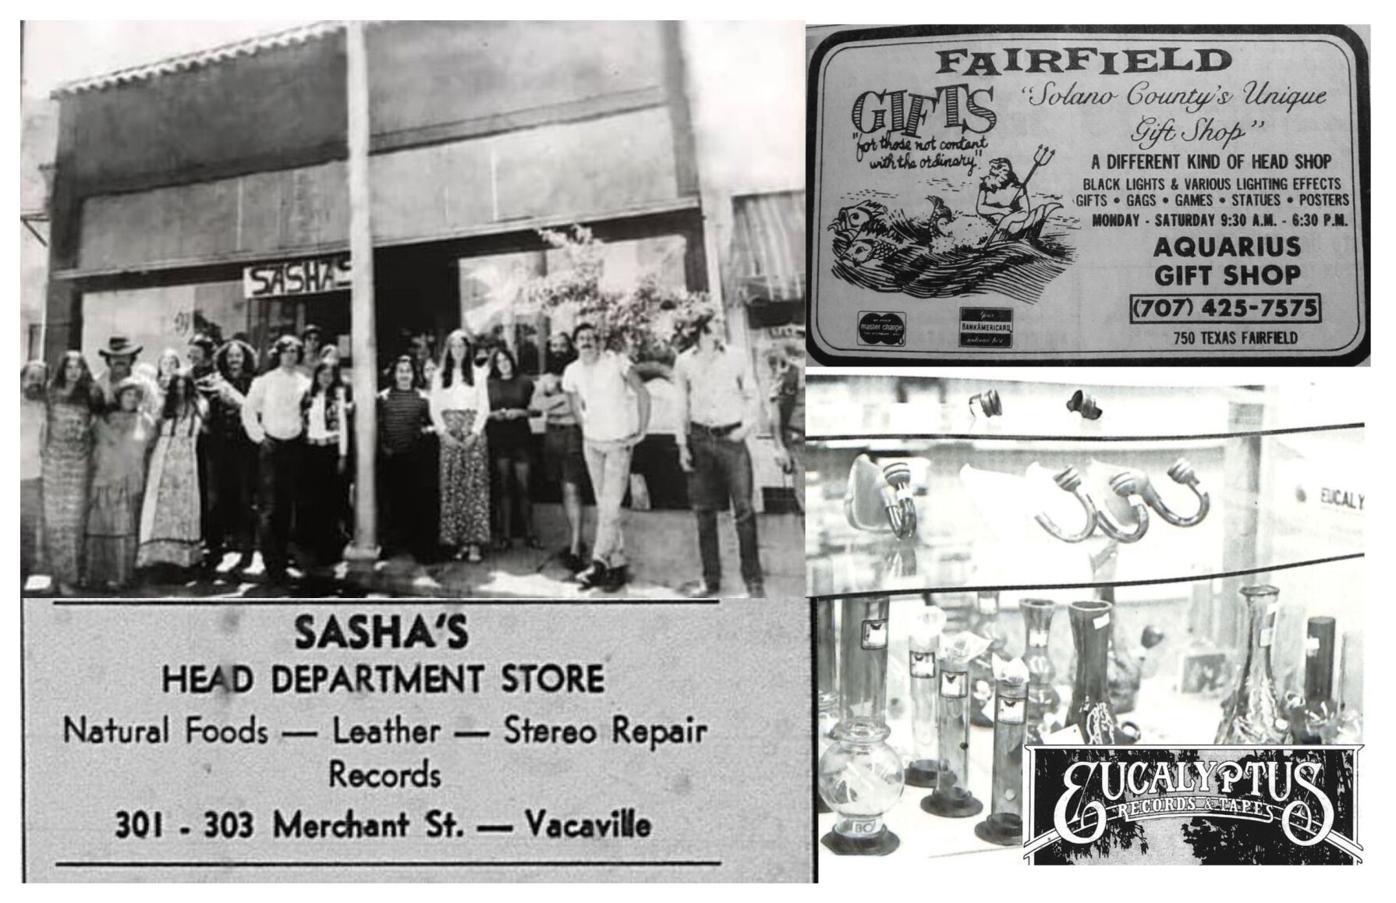 SASHA'S
SASHA'S
HEAD DEPARTMENT STORE
Natural Foods — Leather — Stereo Repair
Records
301 - 303 Merchant St. — Vacaville
FAIRFIELD
GIFTS
"for those not content
with the ordinary"
"Solano County's Unique
Gift Shop"
A DIFFERENT KIND OF HEAD SHOP
BLACK LIGHTS & VARIOUS LIGHTING EFFECTS
GIFTS • GAGS • GAMES • STATUES • POSTERS
MONDAY - SATURDAY 9:30 A.M. - 6:30 P.M.
AQUARIUS
GIFT SHOP
(707) 425-7575
750 TEXAS FAIRFIELD
master charge
BANKAMERICARD
EUCALY
EUCALYPTUS
RECORDS & TAPES